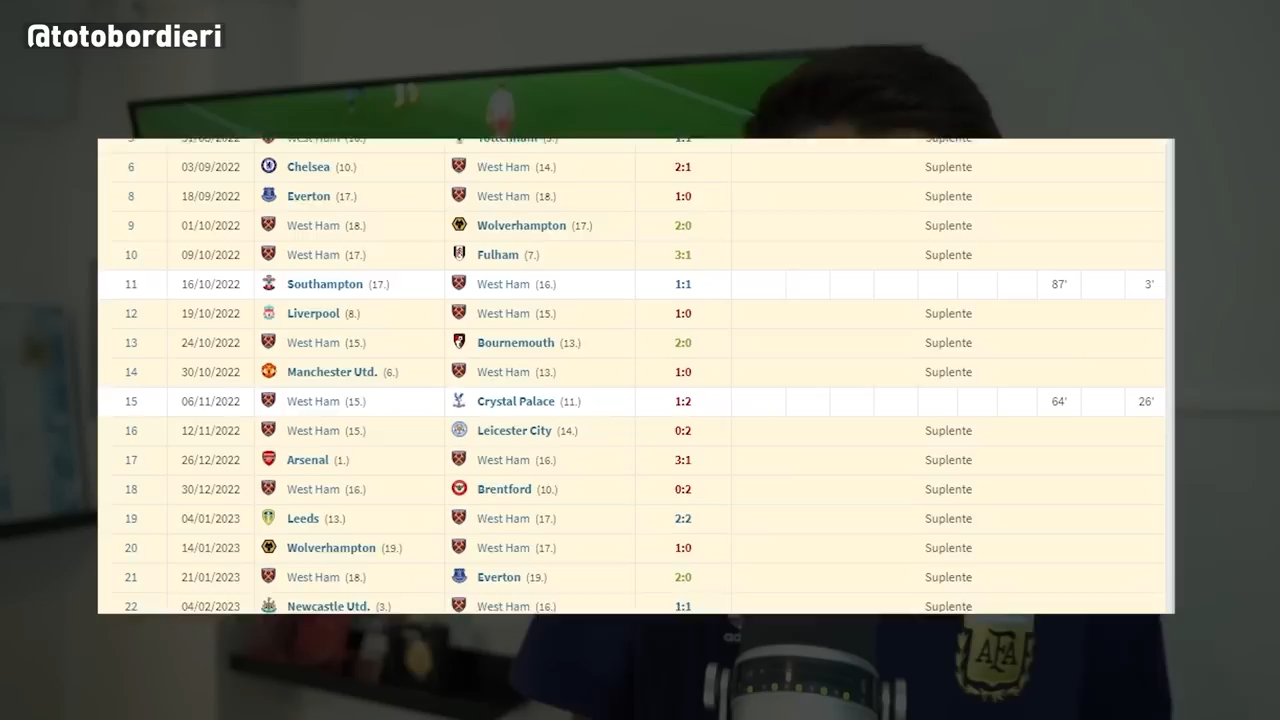 @totobordieri
6 03/09/2022 Chelsea (10.) West Ham (14.) 2:1 Suplente
8 18/09/2022 Everton (17.) West Ham (18.) 1:0 Suplente
9 01/10/2022 West Ham (18.) Wolverhampton (17.) 2:0 Suplente
10 09/10/2022 West Ham (17.) Fulham (7.) 3:1 Suplente
11 16/10/2022 Southampton (17.) West Ham (16.) 1:1 87' 3'
12 19/10/2022 Liverpool (8.) West Ham (15.) 1:0 Suplente
13 24/10/2022 West Ham (15.) Bournemouth (13.) 2:0 Suplente
14 30/10/2022 Manchester Utd. (6.) West Ham (13.) 1:0 Suplente
15 06/11/2022 West Ham (15.) Crystal Palace (11.) 1:2 64' 26'
16 12/11/2022 West Ham (15.) Leicester City (14.) 0:2 Suplente
17 26/12/2022 Arsenal (1.) West Ham (16.) 3:1 Suplente
18 30/12/2022 West Ham (16.) Brentford (10.) 0:2 Suplente
19 04/01/2023 Leeds (13.) West Ham (17.) 2:2 Suplente
20 14/01/2023 Wolverhampton (19.) West Ham (17.) 1:0 Suplente
21 21/01/2023 West Ham (18.) Everton (19.) 2:0 Suplente
22 04/02/2023 Newcastle Utd. (3.) West Ham (16.) 1:1 Suplente
AFA